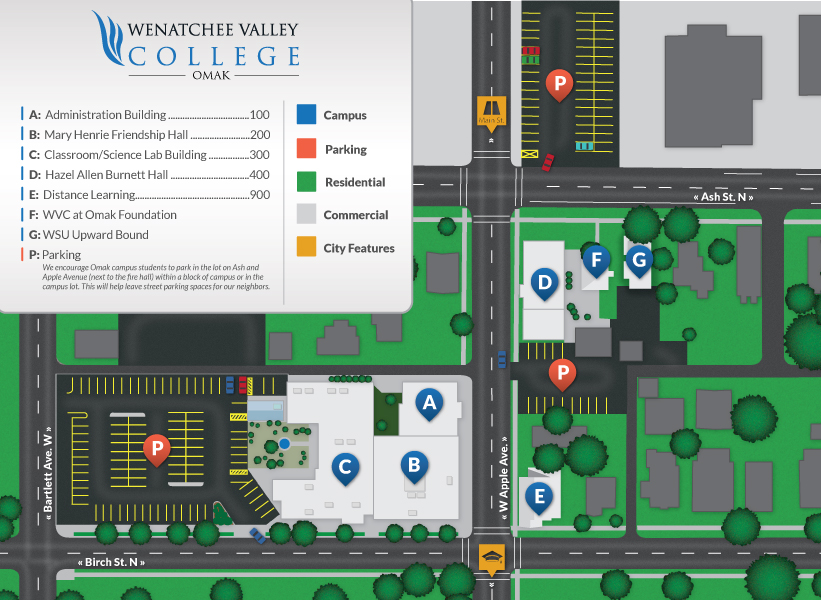 WENATCHEE VALLEY
COLLEGE
OMAK
A: Administration Building ..........................100
B: Mary Henrie Friendship Hall ...................200
C: Classroom/Science Lab Building .............300
D: Hazel Allen Burnett Hall ..........................400
E: Distance Learning....................................900
F: WVC at Omak Foundation
G: WSU Upward Bound
P: Parking
We encourage Omak campus students to park in the lot on Ash and
Apple Avenue (next to the fire hall) within a block of campus or in the
campus lot. This will help leave street parking spaces for our neighbors.
Campus
Parking
Residential
Commercial
City Features
P
Main St.
«
« Ash St. N »
D
F
G
P
A
P
C
B
E
« Bartlett Ave. W »
« W Apple Ave. »
« Birch St. N »
«